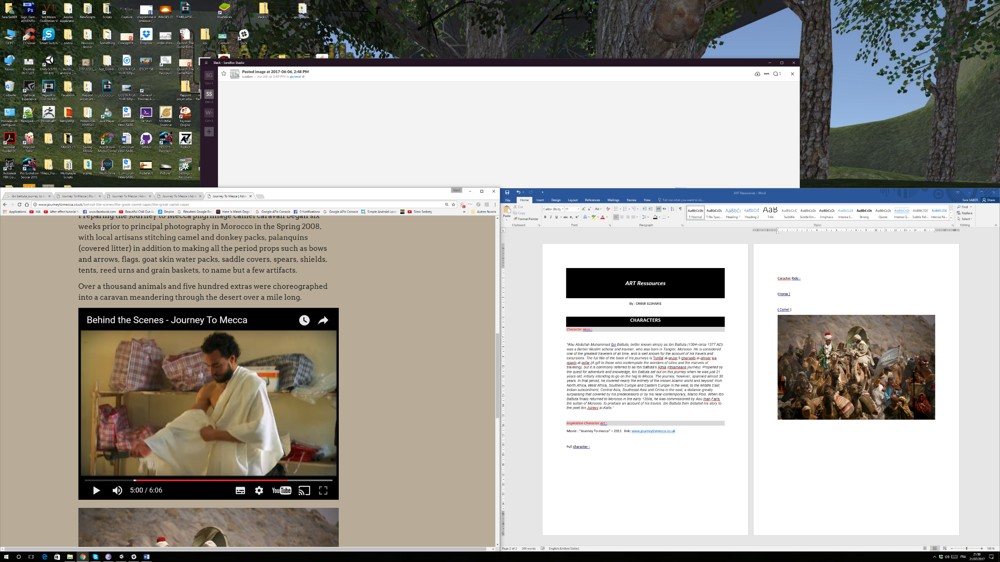 Sara SABER
logo_Gam... ADVENTU...
Sid Meiers Civilization VI
Adobe Applicatio...
NewScripts
Scripts
Capture
diagramme d'ishikawa ( ...
IMAGES (3)
TIMELAPSE...
BlueStacks
slack (2)
google-pla...
Ce PC
CCleaner
Smart Switch
androi
Nouveau dossier
Something
ConceptPit...
Dropbox
jardin-men...
Quraish The Game Rem...
api
Capture1
Slack
Réseau
Desktop 06.17.201...
Unity 5.5.1f1 (64-bit)
builds_android_...
516120585_...
Test_Gomb...
COSTA RICA IN 4K 60fp...
DSCF1158
monitor - Raccourci
Quraish The Game Rem...
Corbeille
GeForce Experience
Vegas Pro 13.0 (64-bit)
Facebook
Rapport projet urb...
COSTA RICA IN 4K 60fp...
Game of Thrones A ...
Rapport projet urba...
Panneau de configurat...
Notepad++
ZBrush 4R7
hkhgohfgl...
Ressources 3DVRSell
Ace Player
Curriculum Vitae-SABE...
Git Shell
NSUNS4 - Shortcut
Rayman Origins
Acrobat Reader DC
Popcorn Time
IMAGES (1)
Saving Mobile
Ace Stream Media Center
Curriculum Vitae-SABE...
GitHub
PES2015 - Raccourci
Redout
Autodesk FBX Co...
Pro Evolution Soccer 2015
1Filess_Fro...
Multiplayer Scripts
scenes
Multi-Drive
Curriculum Vitae-SABE...
hqdefault
Picture1
Settings - Raccourci
Slack - Sandfox Studio
SG
Ctrl+1
SS
Ctrl+2
W-
Ctrl+3
Pasted image at 2017-06-06, 2:48 PM
s.saber
Jun 6th at 3:49 PM in general
1
ibn battuta journey to m
Journey To Mecca | Blu-R
Journey To Mecca | Adve
Journey To Mecca | Adve
Journey To Mecca | Adve
www.journeytomecca.co.uk/behind-the-scenes/the-great-camel-caper/the-great-camel-caper
Applications
MA
After effect tutorial f
www.facebook.com
Beautiful Chill Out
Empire
Résultats Google Rec
Here Is Watch Dogs
Google APIs Console
0 Notifications
Google APIs Console
Simple Android Loca
Simo Sedraty
»
Autres favoris
Preparing the Journey to Mecca pilgrimage camel caravan began six
weeks prior to principal photography in Morocco in the Spring 2008,
with local artisans stitching camel and donkey packs, palanquins
(covered litter) in addition to making all the period props such as bows
and arrows, flags, goat skin water packs, saddle covers, spears, shields,
tents, reed urns and grain baskets, to name but a few artifacts.
Over a thousand animals and five hundred extras were choreographed
into a caravan meandering through the desert over a mile long.
Behind the Scenes - Journey To Mecca
5:00 / 6:06
YouTube
ART Ressources - Word
Sara SABER
Share
File
Home
Insert
Design
Layout
References
Mailings
Review
View
Tell me what you want to do...
Paste
Cut
Copy
Format Painter
Clipboard
Calibri (Body
11
Font
Paragraph
¶ Normal
¶ No Spac...
Heading 1
Heading 2
Title
Subtitle
Subtle Em...
Emphasis
Intense E...
Strong
Quote
Intense Q...
Subtle Ref...
Intense Re...
Styles
Find
Replace
Select
Editing
ART Ressources
By : OMAR ELSHARIE
CHARACTERS
Character Hero :
"Abu Abdullah Muhammad Ibn Battuta, better known simply as Ibn Battuta (1304–circa 1377 AD)
was a Berber Muslim scholar and traveler, who was born in Tangier, Morocco. He is considered
one of the greatest travelers of all time, and is well known for the account of his travels and
excursions. The full title of the book of his journeys is Tuhfat al-anzar fi gharaaib al-amsar wa
ajaaib al-asfar (A gift to those who contemplate the wonders of cities and the marvels of
traveling), but it is commonly referred to as Ibn Battuta's Rihla (rihlameans journey). Propelled by
the quest for adventure and knowledge, Ibn Battuta set out on this journey when he was just 21
years old, initially intending to go on the hajj to Mecca. The journey, however, spanned almost 30
years. In that period, he covered nearly the entirety of the known Islamic world and beyond: from
North Africa, West Africa, Southern Europe and Eastern Europe in the west, to the Middle East,
Indian subcontinent, Central Asia, Southeast Asia and China in the east, a distance greatly
surpassing that covered by his predecessors or by his near-contemporary, Marco Polo. When Ibn
Battuta finally returned to Morocco in the early 1350s, he was commissioned by Abu Inan Faris,
the sultan of Morocco, to produce an account of his travels. Ibn Battuta then dictated his story to
the poet Ibn Juzayy al-Kalbi."
Inspiration Character Art :
Movie : "Journey To mecca" – 2011 link: www.journeytomecca.co.uk
Full character :
Caracter Ride :
(Horse )
( Camel )
Page 2 of 2
266 words
English (United States)
100 %
FRA
21:50
21/07/2017